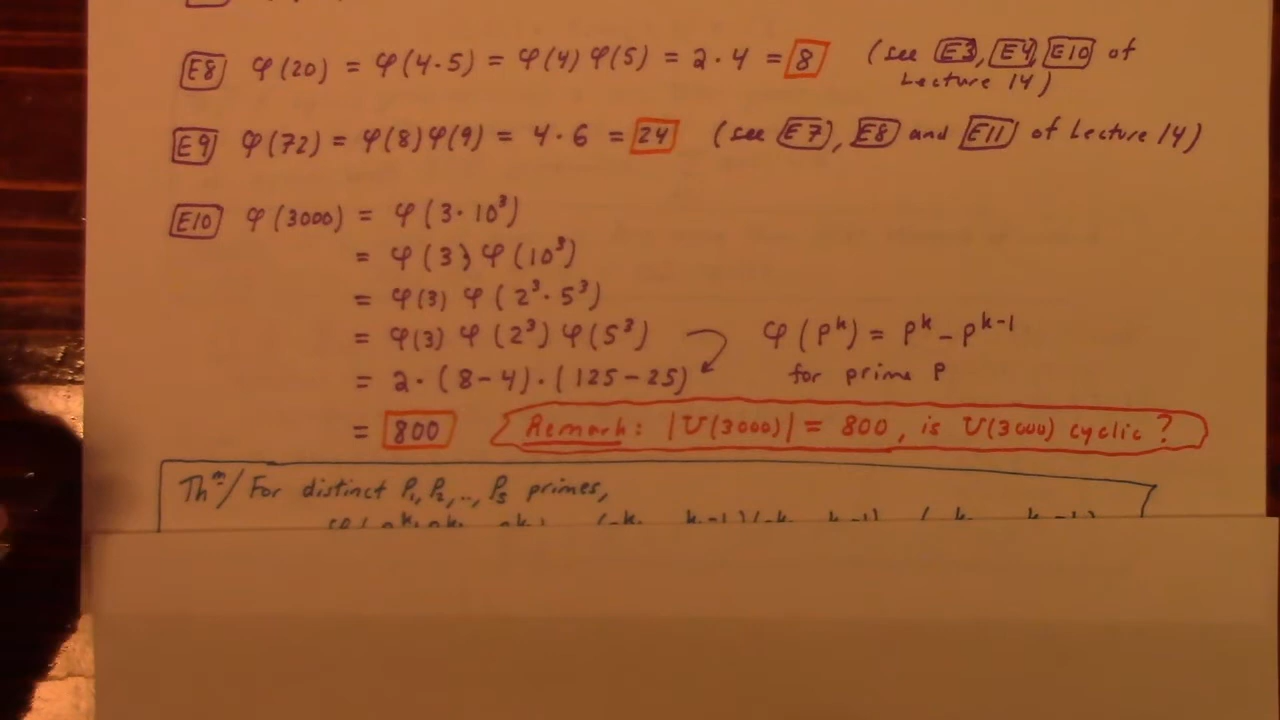 E8 φ(20) = φ(4·5) = φ(4) φ(5) = 2·4 = 8 (see E3, E4, E10 of Lecture 14)
E9 φ(72) = φ(8)φ(9) = 4·6 = 24 (see E7, E8 and E11 of Lecture 14)
E10 φ(3000) = φ(3·10³)
= φ(3) φ(10³)
= φ(3) φ(2³·5³)
= φ(3) φ(2³) φ(5³) φ(pᵏ) = pᵏ - pᵏ⁻¹
= 2·(8-4)·(125-25) for prime p
= 800 Remark: |U(3000)| = 800, is U(3000) cyclic?
Thᵐ/ For distinct P₁, P₂, .., Pₛ primes,